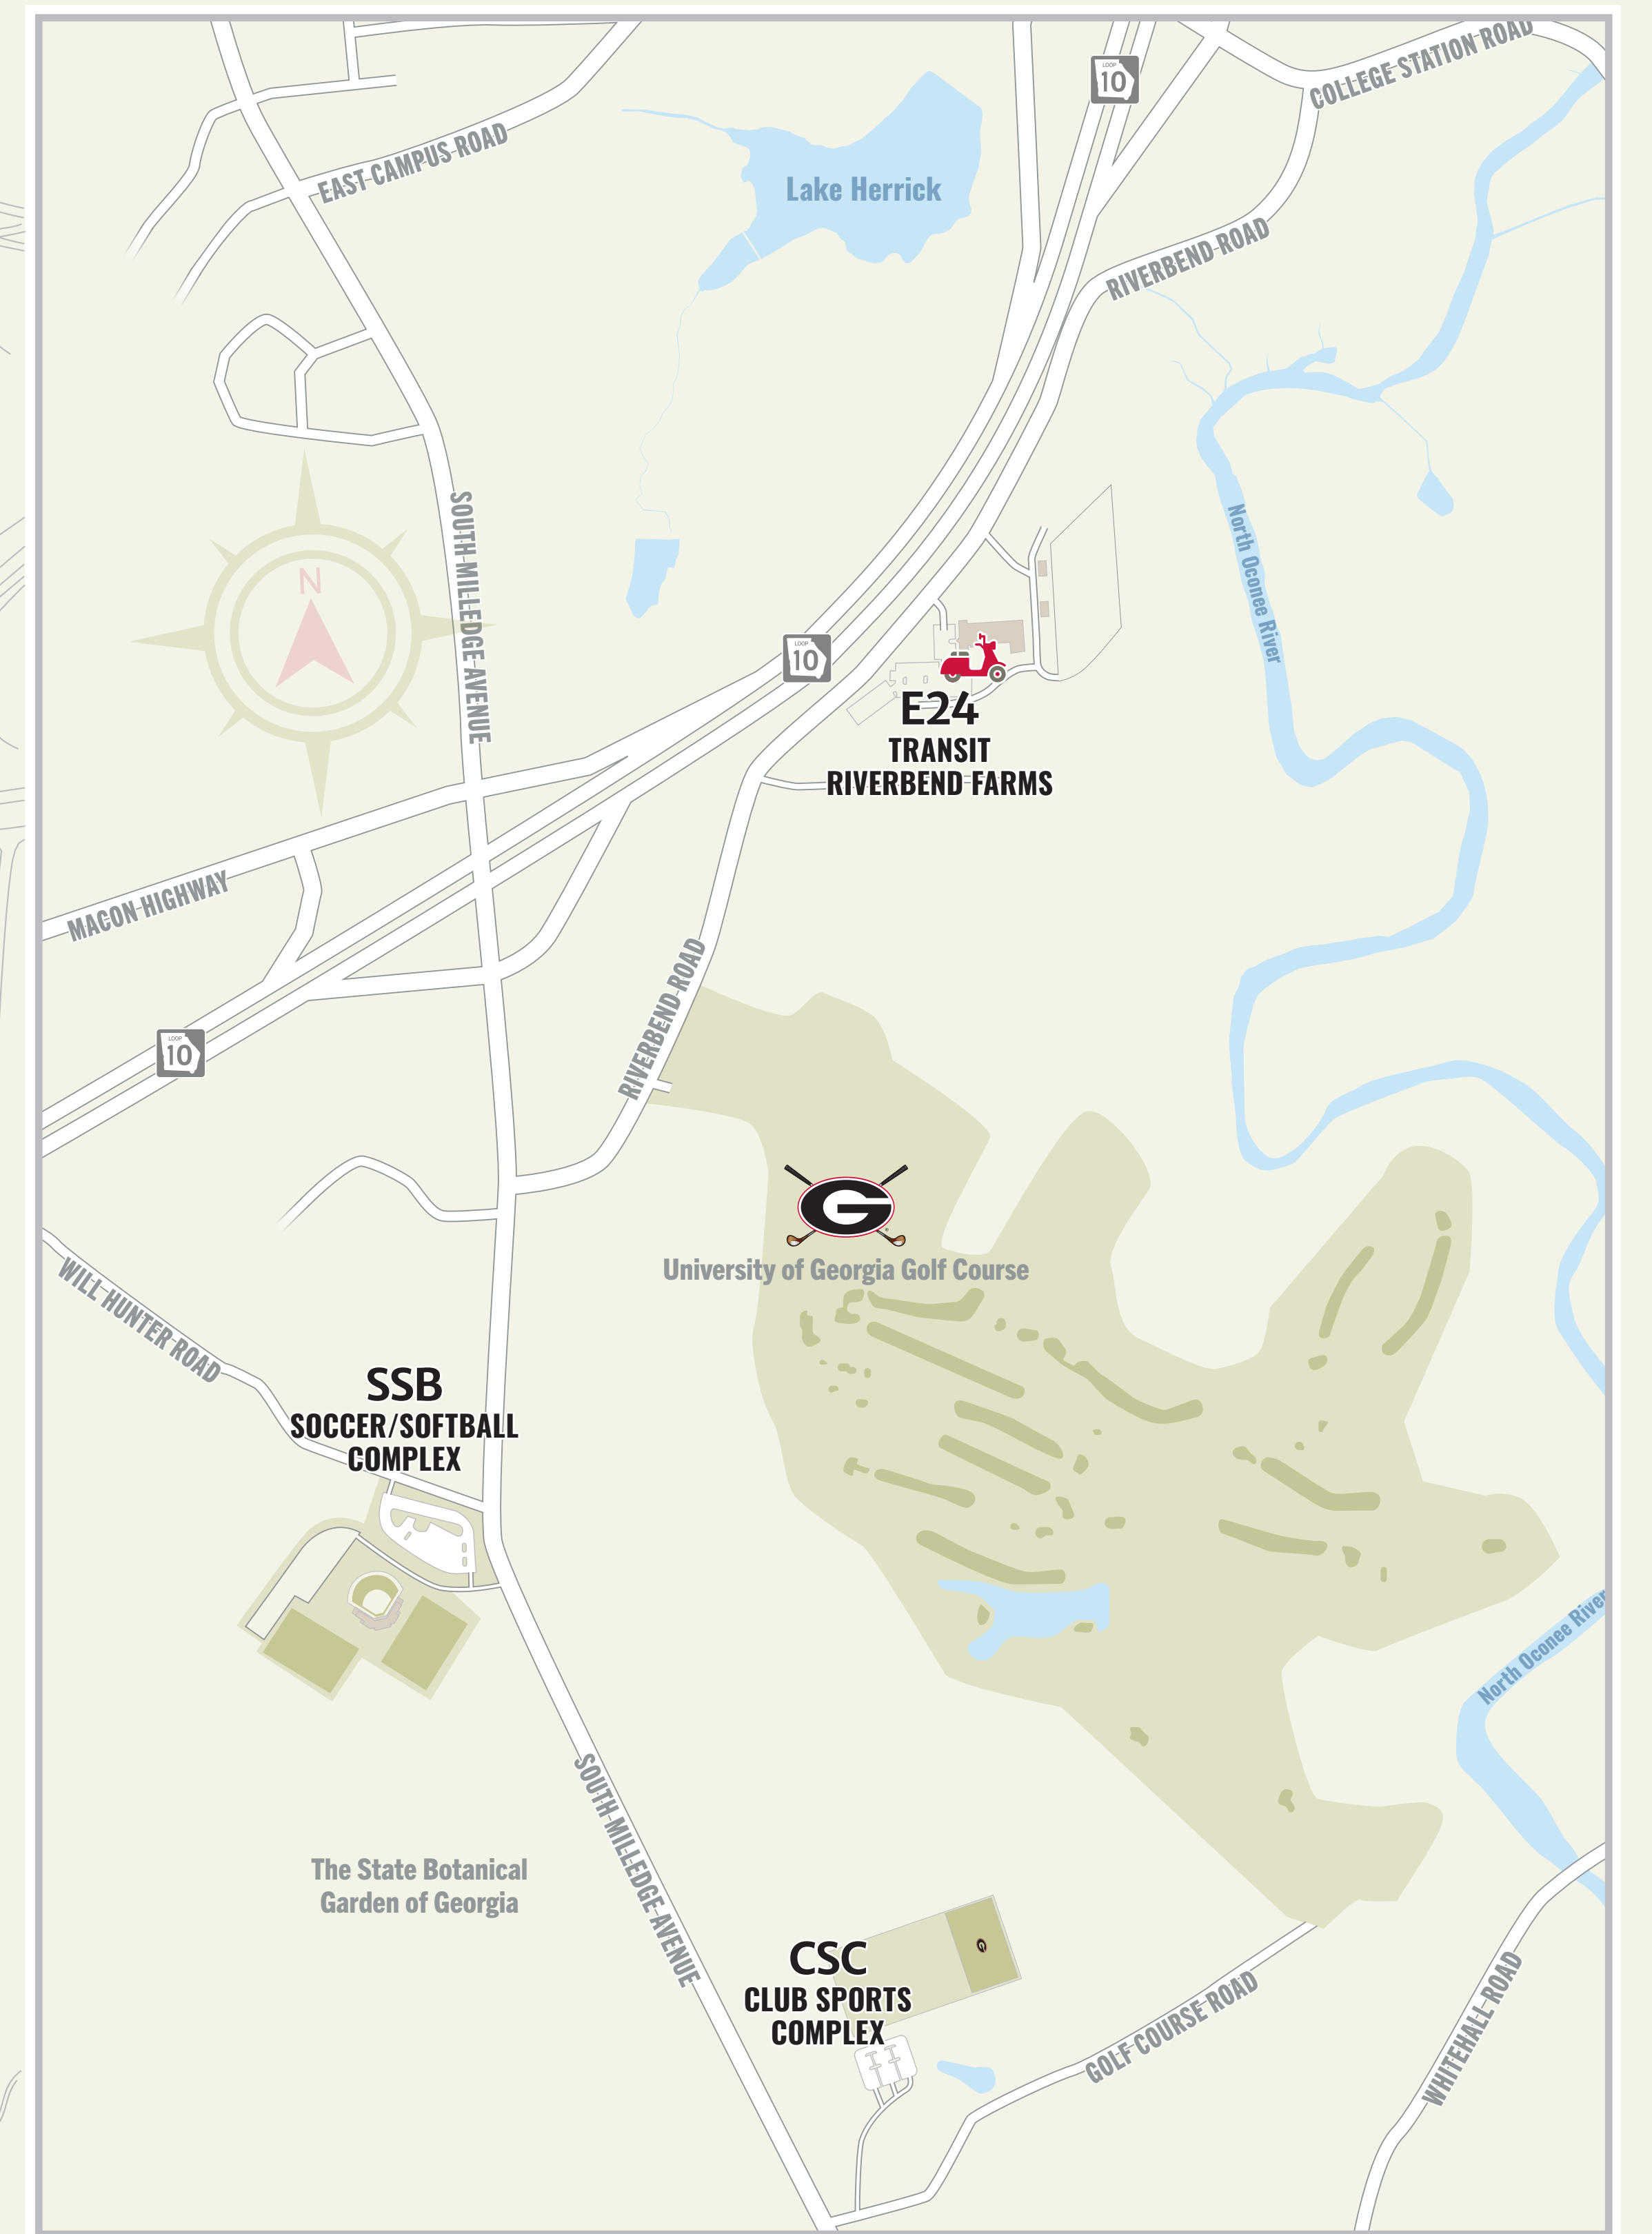 LOOP
10
COLLEGE STATION ROAD
EAST CAMPUS ROAD
Lake Herrick
RIVERBEND ROAD
SOUTH MILLEDGE AVENUE
North Oconee River
N
LOOP
10
E24
TRANSIT
RIVERBEND FARMS
MACON HIGHWAY
RIVERBEND ROAD
LOOP
10
G
University of Georgia Golf Course
WILL HUNTER ROAD
SSB
SOCCER/SOFTBALL
COMPLEX
North Oconee River
SOUTH MILLEDGE AVENUE
The State Botanical
Garden of Georgia
CSC
CLUB SPORTS
COMPLEX
G
GOLF COURSE ROAD
WHITEHALL ROAD